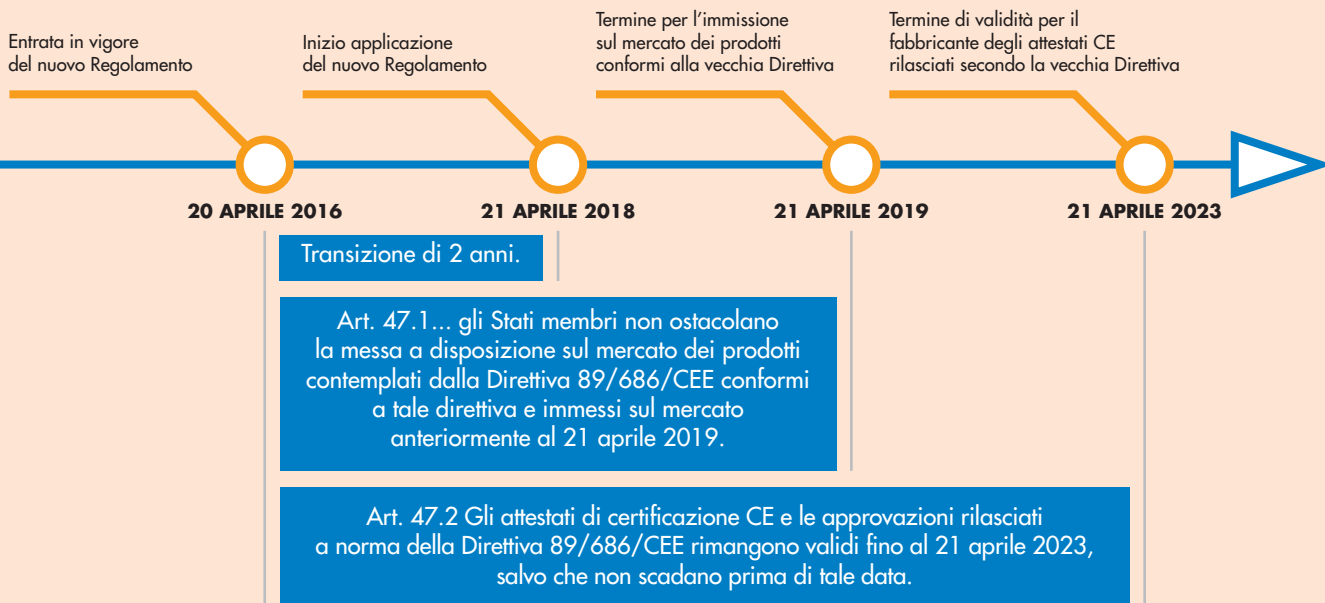 Entrata in vigore
del nuovo Regolamento
Inizio applicazione
del nuovo Regolamento
Termine per l’immissione
sul mercato dei prodotti
conformi alla vecchia Direttiva
Termine di validità per il
fabbricante degli attestati CE
rilasciati secondo la vecchia Direttiva
20 APRILE 2016
21 APRILE 2018
21 APRILE 2019
21 APRILE 2023
Transizione di 2 anni.
Art. 47.1... gli Stati membri non ostacolano
la messa a disposizione sul mercato dei prodotti
contemplati dalla Direttiva 89/686/CEE conformi
a tale direttiva e immessi sul mercato
anteriormente al 21 aprile 2019.
Art. 47.2 Gli attestati di certificazione CE e le approvazioni rilasciati
a norma della Direttiva 89/686/CEE rimangono validi fino al 21 aprile 2023,
salvo che non scadano prima di tale data.